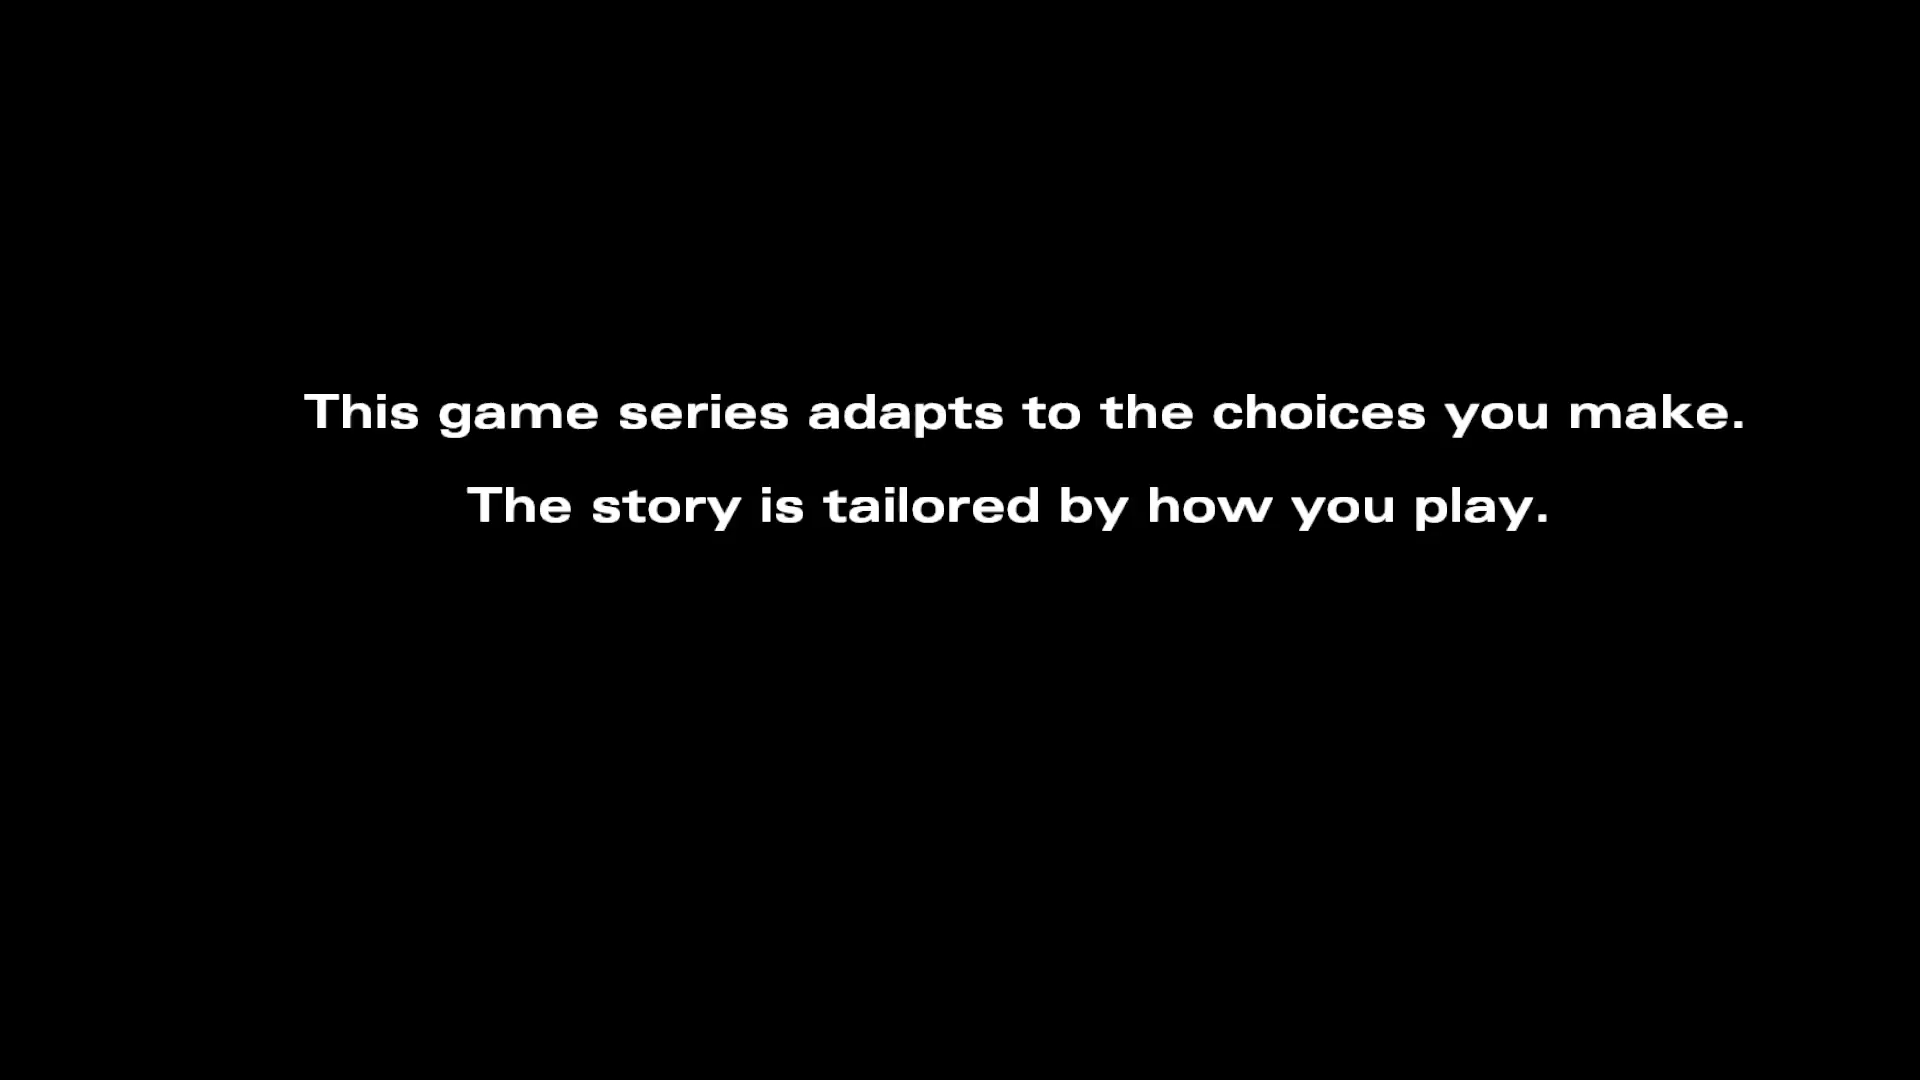 This game series adapts to the choices you make.
The story is tailored by how you play.